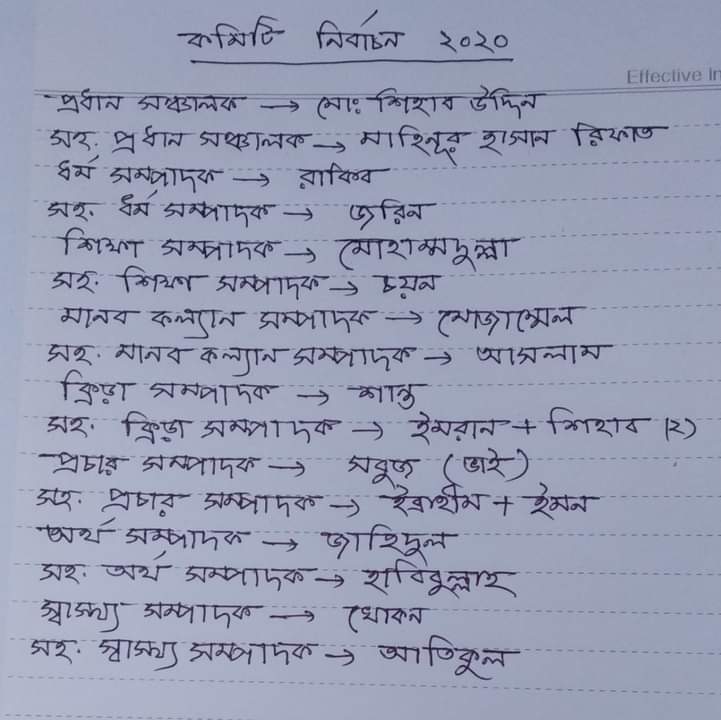 কমিটি নির্বাচন ২০২০
Effective In
প্রধান সঞ্চালক → মোঃ শিহাব উদ্দিন
সহ. প্রধান সঞ্চালক → মাহিনূর হাসান রিফাত
ধর্ম সম্পাদক → রাকিব
সহ. ধর্ম সম্পাদক → জরিন
শিক্ষা সম্পাদক → মোহাম্মদুল্লা
সহ. শিক্ষা সম্পাদক → চয়ন
মানব কল্যান সম্পাদক → মোজাম্মেল
সহ. মানব কল্যান সম্পাদক → আসলাম
ক্রিড়া সম্পাদক → শান্ত
সহ. ক্রিড়া সম্পাদক → ইমরান + শিহাব (২)
প্রচার সম্পাদক → সবুজ (ভাই)
সহ. প্রচার সম্পাদক → ইব্রাহীম + ইমন
অর্থ সম্পাদক → জাহিদুল
সহ. অর্থ সম্পাদক → হাবিবুল্লাহ
স্বাস্থ্য সম্পাদক → খোকন
সহ. স্বাস্থ্য সম্পাদক → আতিকুল